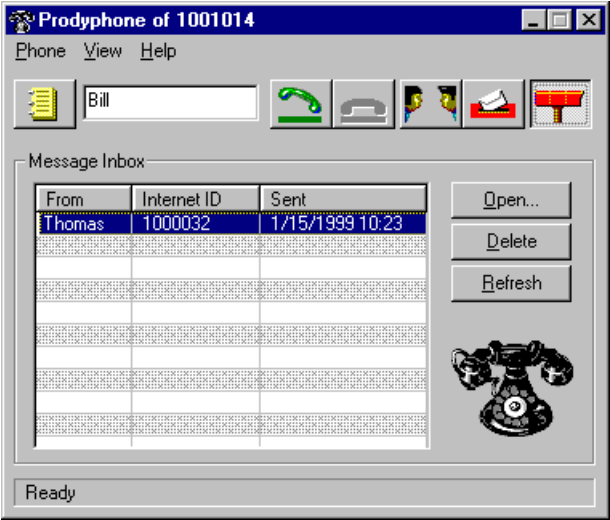 Prodyphone of 1001014
Phone View Help
Bill
Message Inbox
From Internet ID Sent
Thomas 1000032 1/15/1999 10:23
Open...
Delete
Refresh
Ready